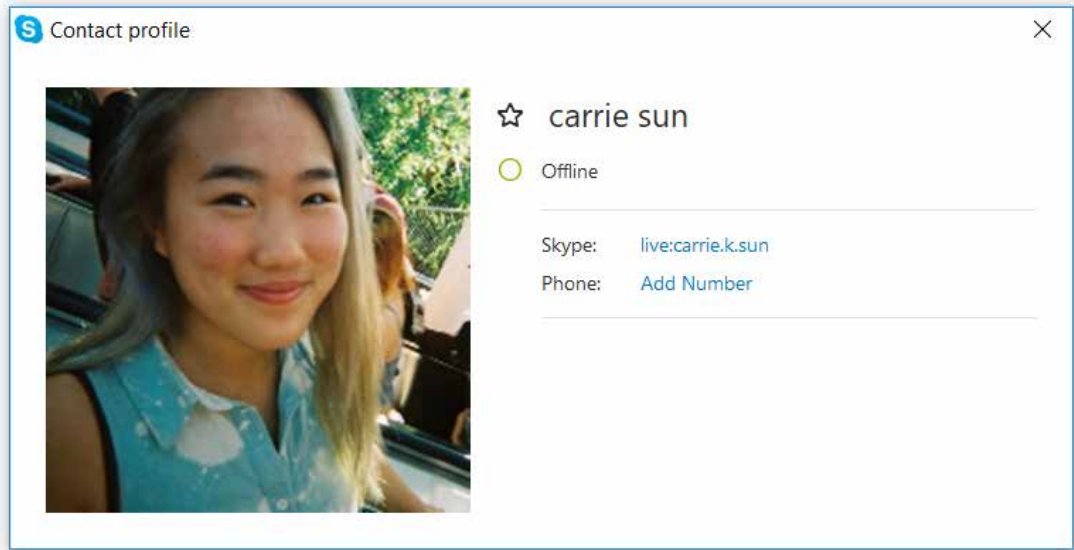 Contact profile
carrie sun
Offline
Skype: live:carrie.k.sun
Phone: Add Number